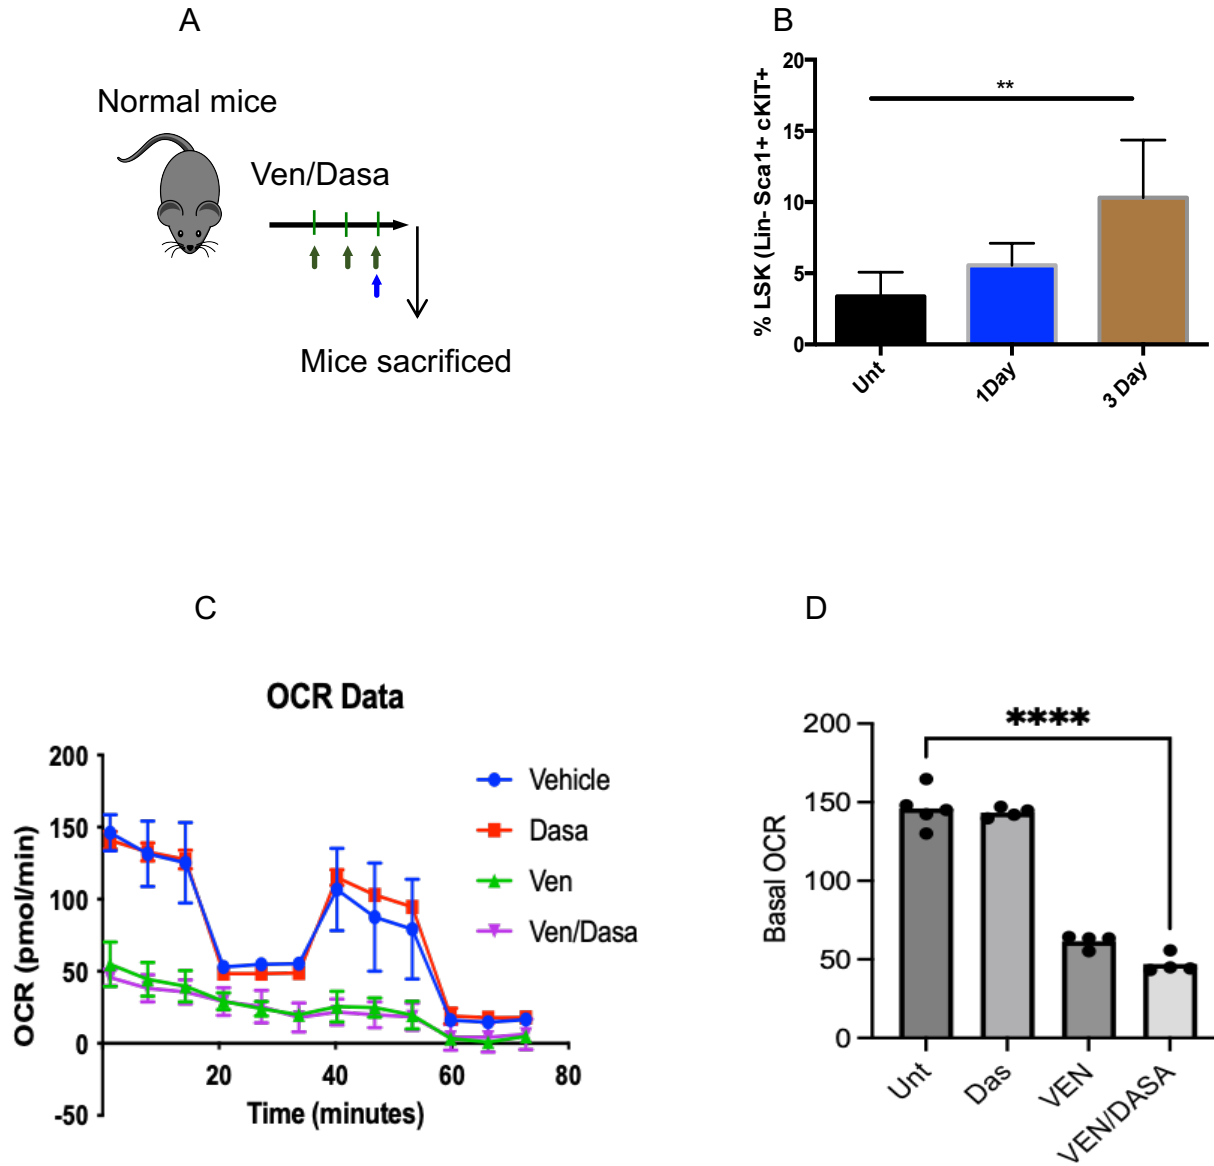 A
Normal mice
Ven/Dasa
Mice sacrificed
B
% LSK (Lin- Sca1+ cKIT+
20
15
10
5
0
**
Unt
1Day
3 Day
C
OCR Data
OCR (pmol/min)
200
150
100
50
0
-50
20
40
60
80
Time (minutes)
Vehicle
Dasa
Ven
Ven/Dasa
D
Basal OCR
200
150
100
50
0
****
Unt
Das
VEN
VEN/DASA